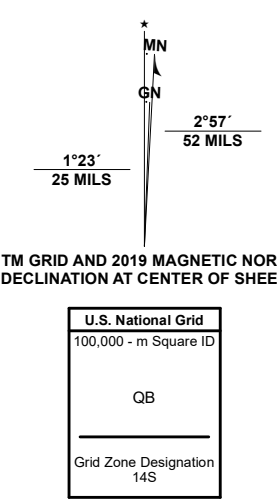 ★
MN
GN
2°57´
52 MILS
1°23´
25 MILS
TM GRID AND 2019 MAGNETIC NOR
DECLINATION AT CENTER OF SHEE
U.S. National Grid
100,000 - m Square ID
QB
Grid Zone Designation
14S